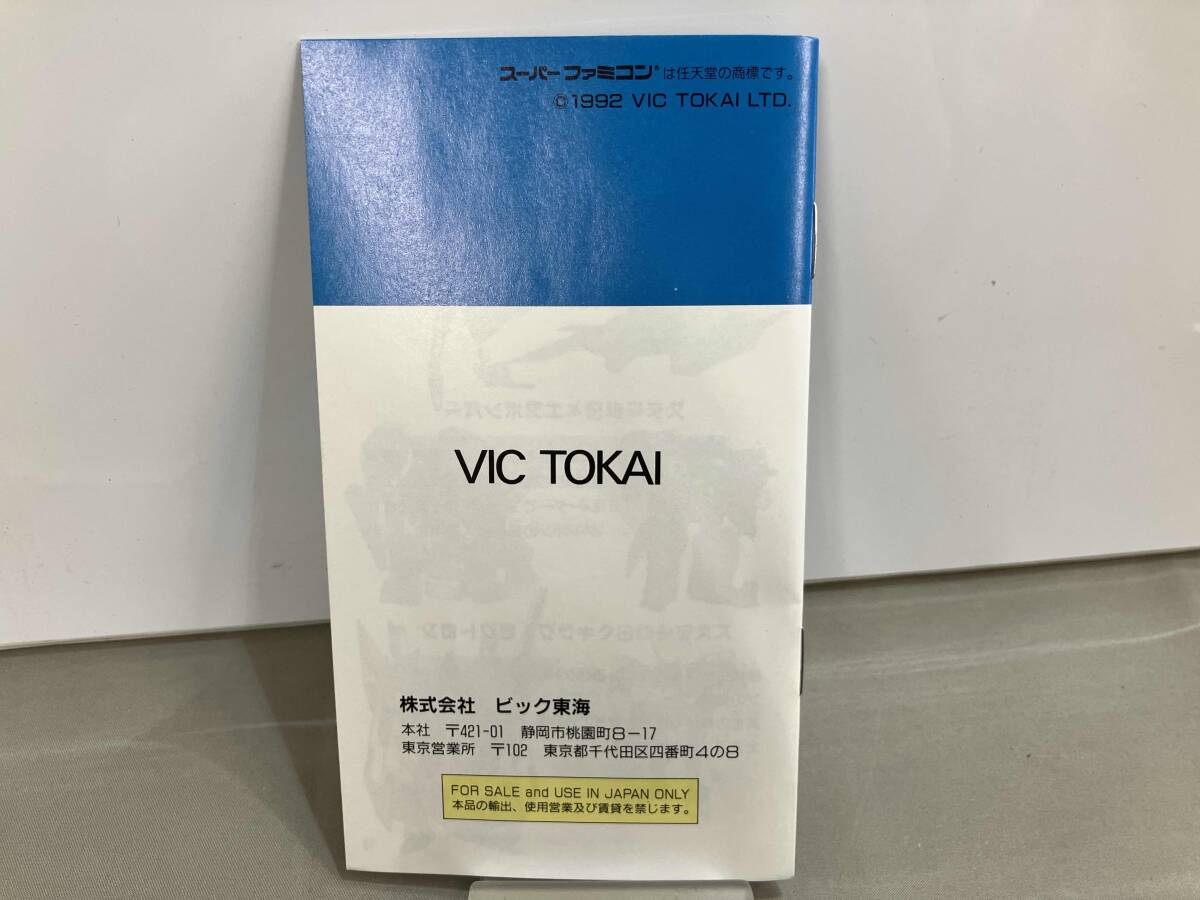 スーパーファミコン®は任天堂の商標です。
©1992 VIC TOKAI LTD.
VIC TOKAI
株式会社 ビック東海
本社 〒421-01 静岡市桃園町8-17
東京営業所 〒102 東京都千代田区四番町4の8
FOR SALE and USE IN JAPAN ONLY
本品の輸出、使用営業及び賃貸を禁じます。